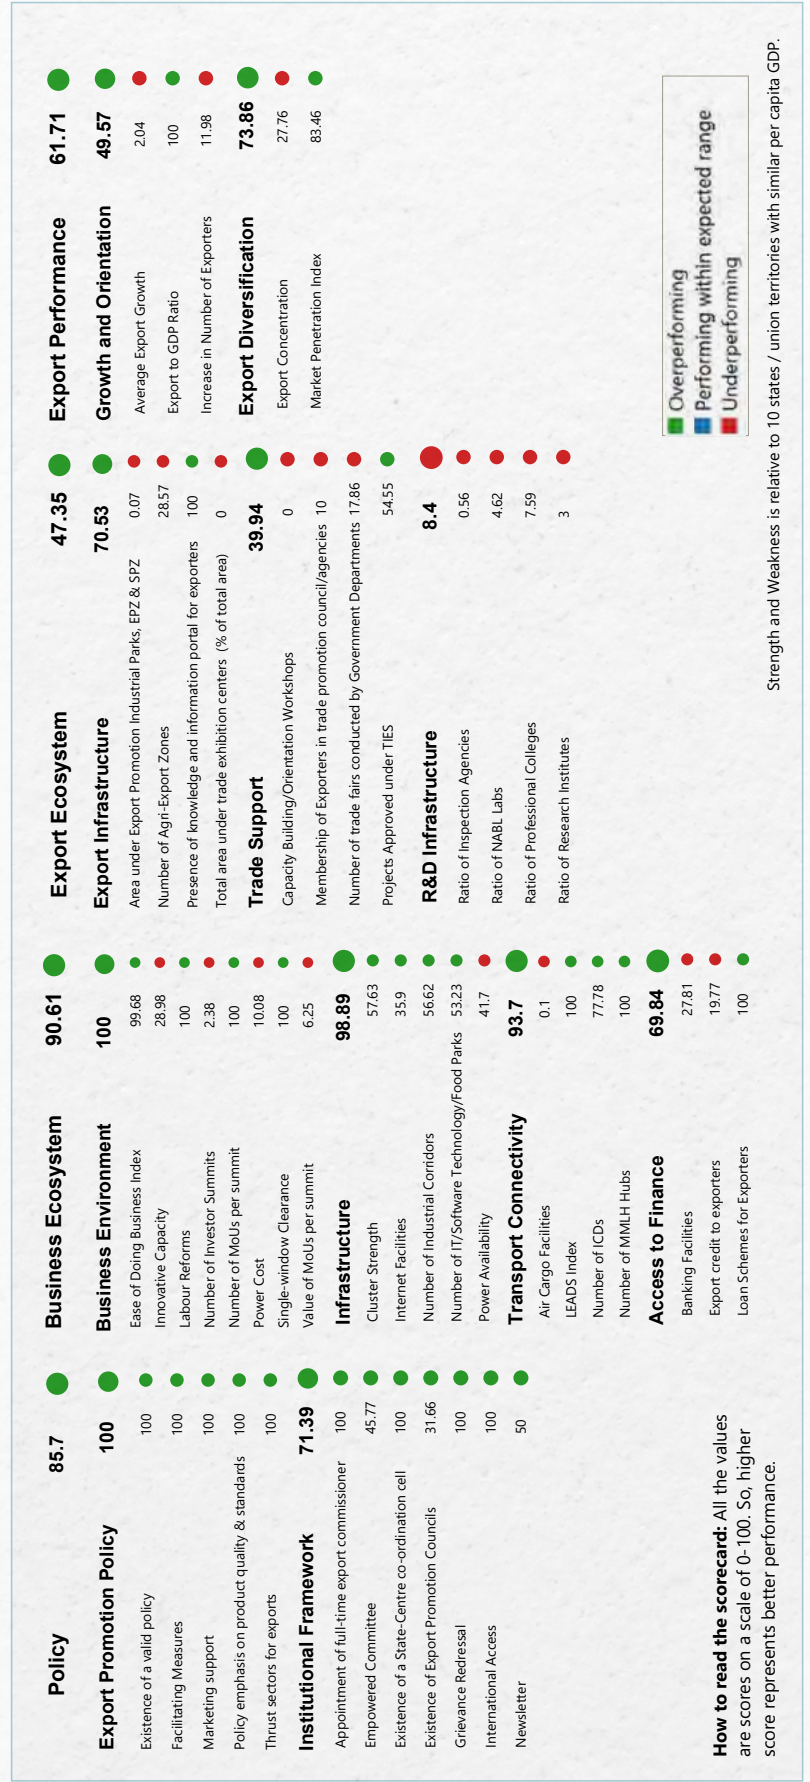 Policy 85.7
Export Promotion Policy 100
Existence of a valid policy 100
Facilitating Measures 100
Marketing support 100
Policy emphasis on product quality & standards 100
Thrust sectors for exports 100
Institutional Framework 71.39
Appointment of full-time export commissioner 100
Empowered Committee 45.77
Existence of a State-Centre co-ordination cell 100
Existence of Export Promotion Councils 31.66
Grievance Redressal 100
International Access 100
Newsletter 50
Business Ecosystem 90.61
Business Environment 100
Ease of Doing Business Index 99.68
Innovative Capacity 28.98
Labour Reforms 100
Number of Investor Summits 2.38
Number of MoUs per summit 100
Power Cost 10.08
Single-window Clearance 100
Value of MoUs per summit 6.25
Infrastructure 98.89
Cluster Strength 57.63
Internet Facilities 35.9
Number of Industrial Corridors 56.62
Number of IT/Software Technology/Food Parks 53.23
Power Availability 41.7
Transport Connectivity 93.7
Air Cargo Facilities 0.1
LEADS Index 100
Number of ICDs 77.78
Number of MMLH Hubs 100
Access to Finance 69.84
Banking Facilities 27.81
Export credit to exporters 19.77
Loan Schemes for Exporters 100
Export Ecosystem 47.35
Export Infrastructure 70.53
Area under Export Promotion Industrial Parks, EPZ & SPZ 0.07
Number of Agri-Export Zones 28.57
Presence of knowledge and information portal for exporters 100
Total area under trade exhibition centers (% of total area) 0
Trade Support 39.94
Capacity Building/Orientation Workshops 0
Membership of Exporters in trade promotion council/agencies 10
Number of trade fairs conducted by Government Departments 17.86
Projects Approved under TIES 54.55
R&D Infrastructure 8.4
Ratio of Inspection Agencies 0.56
Ratio of NABL Labs 4.62
Ratio of Professional Colleges 7.59
Ratio of Research Institutes 3
Export Performance 61.71
Growth and Orientation 49.57
Average Export Growth 2.04
Export to GDP Ratio 100
Increase in Number of Exporters 11.98
Export Diversification 73.86
Export Concentration 27.76
Market Penetration Index 83.46
How to read the scorecard: All the values
are scores on a scale of 0-100. So, higher
score represents better performance.
Overperforming
Performing within expected range
Underperforming
Strength and Weakness is relative to 10 states / union territories with similar per capita GDP.